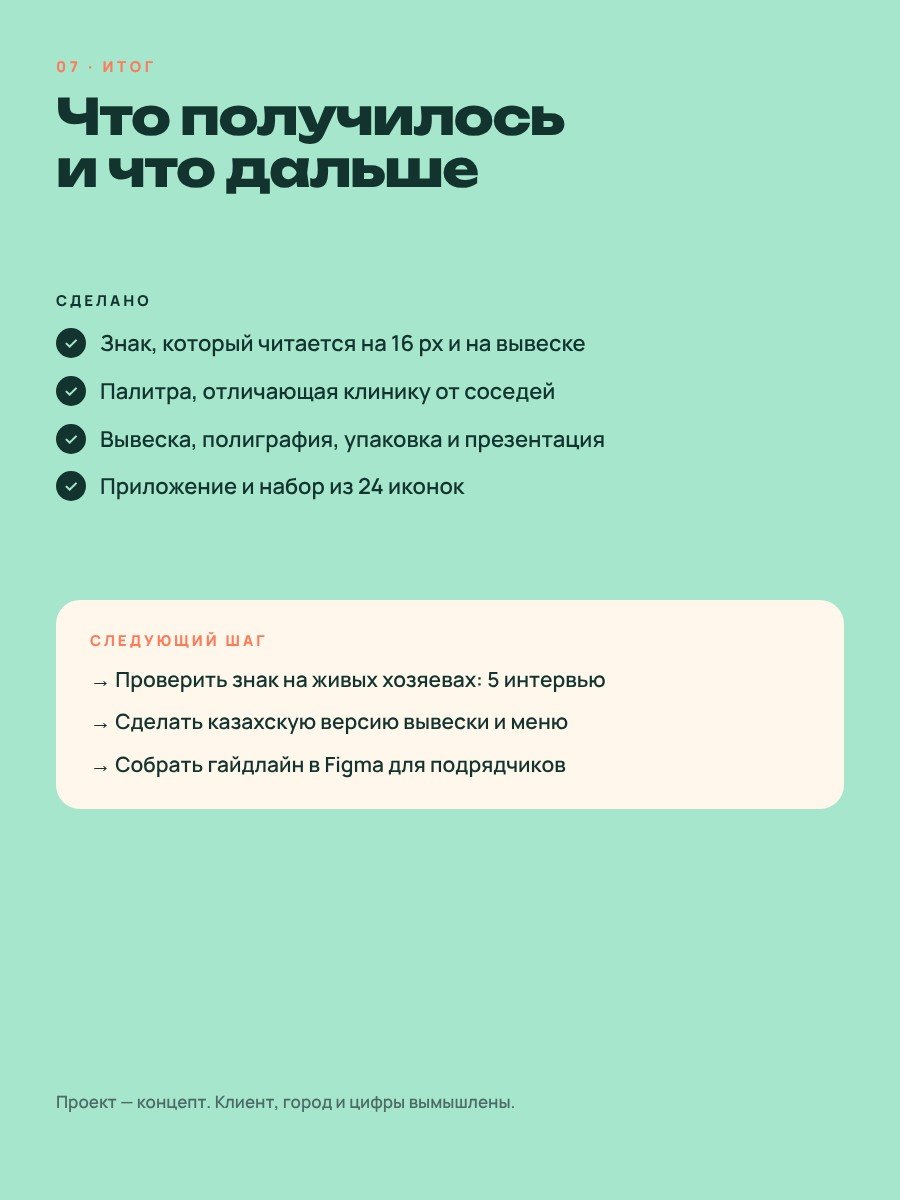 07 · ИТОГ
Что получилось
и что дальше
СДЕЛАНО
Знак, который читается на 16 px и на вывеске
Палитра, отличающая клинику от соседей
Вывеска, полиграфия, упаковка и презентация
Приложение и набор из 24 иконок
СЛЕДУЮЩИЙ ШАГ
→ Проверить знак на живых хозяевах: 5 интервью
→ Сделать казахскую версию вывески и меню
→ Собрать гайдлайн в Figma для подрядчиков
Проект — концепт. Клиент, город и цифры вымышлены.